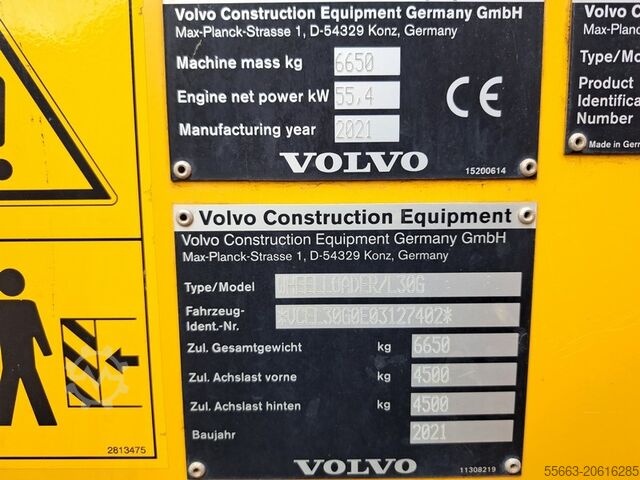 Volvo Construction Equipment Germany GmbH
Max-Planck-Strasse 1, D-54329 Konz, Germany
Machine mass kg 6650
Engine net power kW 55,4
Manufacturing year 2021
CE
VOLVO
15200614
Volvo C
Max-Planc
Type/Mo
Product
Identifica
Number
Made in Germ
Volvo Construction Equipment
Volvo Construction Equipment Germany GmbH
Max-Planck-Strasse 1, D-54329 Konz, Germany
Type/Model WHEELLOADER/L30G
Fahrzeug-
Ident.-Nr. *VCEL30G0E03127402*
Zul. Gesamtgewicht kg 6650
Zul. Achslast vorne kg 4500
Zul. Achslast hinten kg 4500
Baujahr 2021
VOLVO
11308219
2813475
55663-20616285